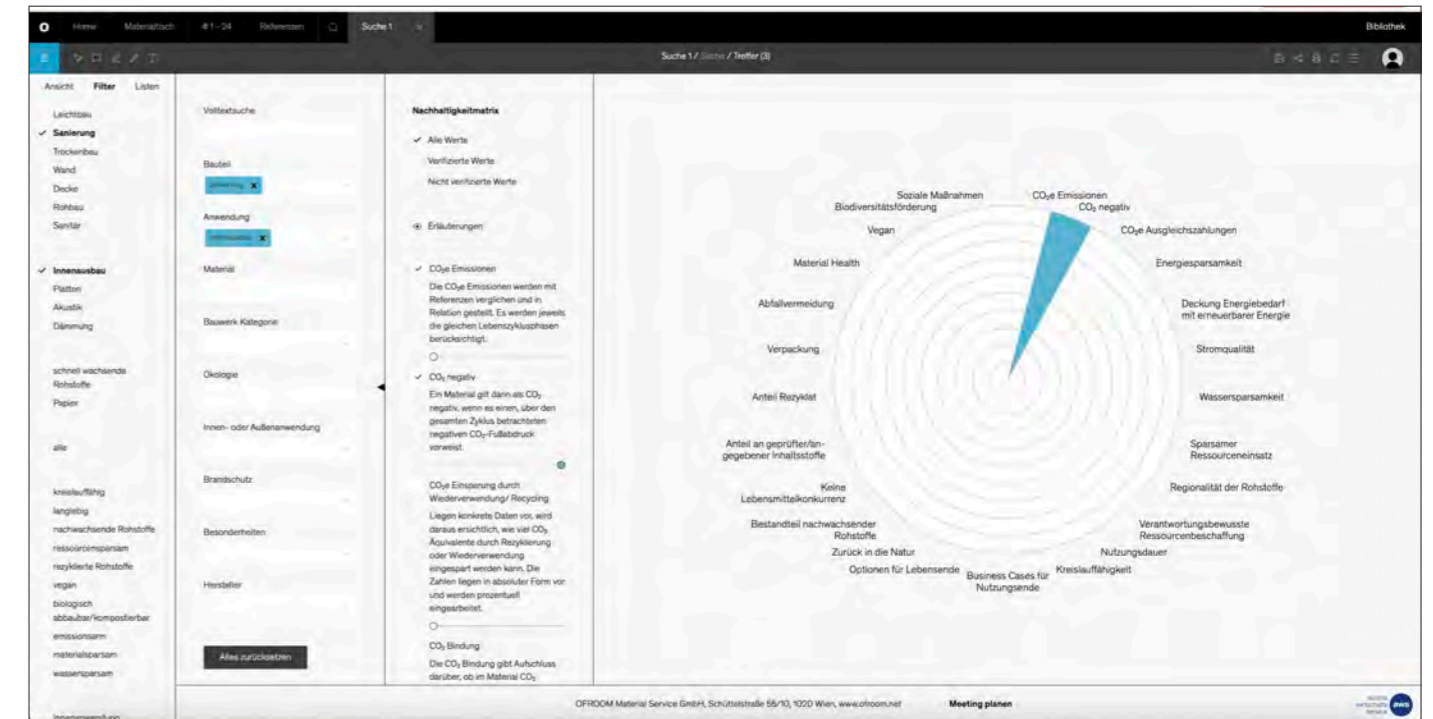 Home Materialtisch #1–24 Referenzen Suche 1 × Bibliothek
Suche 1 / Suche / Treffer (3)
Ansicht Filter Listen
Leichtbau
Sanierung
Trockenbau
Wand
Decke
Rohbau
Sanitär
Innenausbau
Platten
Akustik
Dämmung
schnell wachsende
Rohstoffe
Papier
alle
kreislauffähig
langlebig
nachwachsende Rohstoffe
ressourcensparsam
rezyklierte Rohstoffe
vegan
biologisch
abbaubar/kompostierbar
emissionsarm
materialsparsam
wassersparsam
Innenanwendung
Volltextsuche
Bauteil
Anwendung
Material
Bauwerk Kategorie
Ökologie
Innen- oder Außenanwendung
Brandschutz
Besonderheiten
Hersteller
Alles zurücksetzen
Nachhaltigkeitmatrix
Alle Werte
Verifizierte Werte
Nicht verifizierte Werte
Erläuterungen
CO₂e Emissionen
Die CO₂e Emissionen werden mit
Referenzen verglichen und in
Relation gestellt. Es werden jeweils
die gleichen Lebenszyklusphasen
berücksichtigt.
CO₂ negativ
Ein Material gilt dann als CO₂
negativ, wenn es einen, über den
gesamten Zyklus betrachteten
negativen CO₂-Fußabdruck
vorweist.
CO₂e Einsparung durch
Wiederverwendung/ Recycling
Liegen konkrete Daten vor, wird
daraus ersichtlich, wie viel CO₂
Äquivalente durch Rezyklierung
oder Wiederverwendung
eingespart werden kann. Die
Zahlen liegen in absoluter Form vor
und werden prozentuell
eingearbeitet.
CO₂ Bindung
Die CO₂ Bindung gibt Aufschluss
darüber, ob im Material CO₂
Soziale Maßnahmen
Biodiversitätsförderung
Vegan
Material Health
Abfallvermeidung
Verpackung
Anteil Rezyklat
Anteil an geprüfter/an-
gegebener Inhaltsstoffe
Keine
Lebensmittelkonkurrenz
Bestandteil nachwachsender
Rohstoffe
Zurück in die Natur
Optionen für Lebensende
Business Cases für
Nutzungsende
CO₂e Emissionen
CO₂ negativ
CO₂e Ausgleichszahlungen
Energiesparsamkeit
Deckung Energiebedarf
mit erneuerbarer Energie
Stromqualität
Wassersparsamkeit
Sparsamer
Ressourceneinsatz
Regionalität der Rohstoffe
Verantwortungsbewusste
Ressourcenbeschaffung
Nutzungsdauer
Kreislauffähigkeit
OFROOM Material Service GmbH, Schüttelstraße 55/10, 1020 Wien, www.ofroom.net Meeting planen
aws